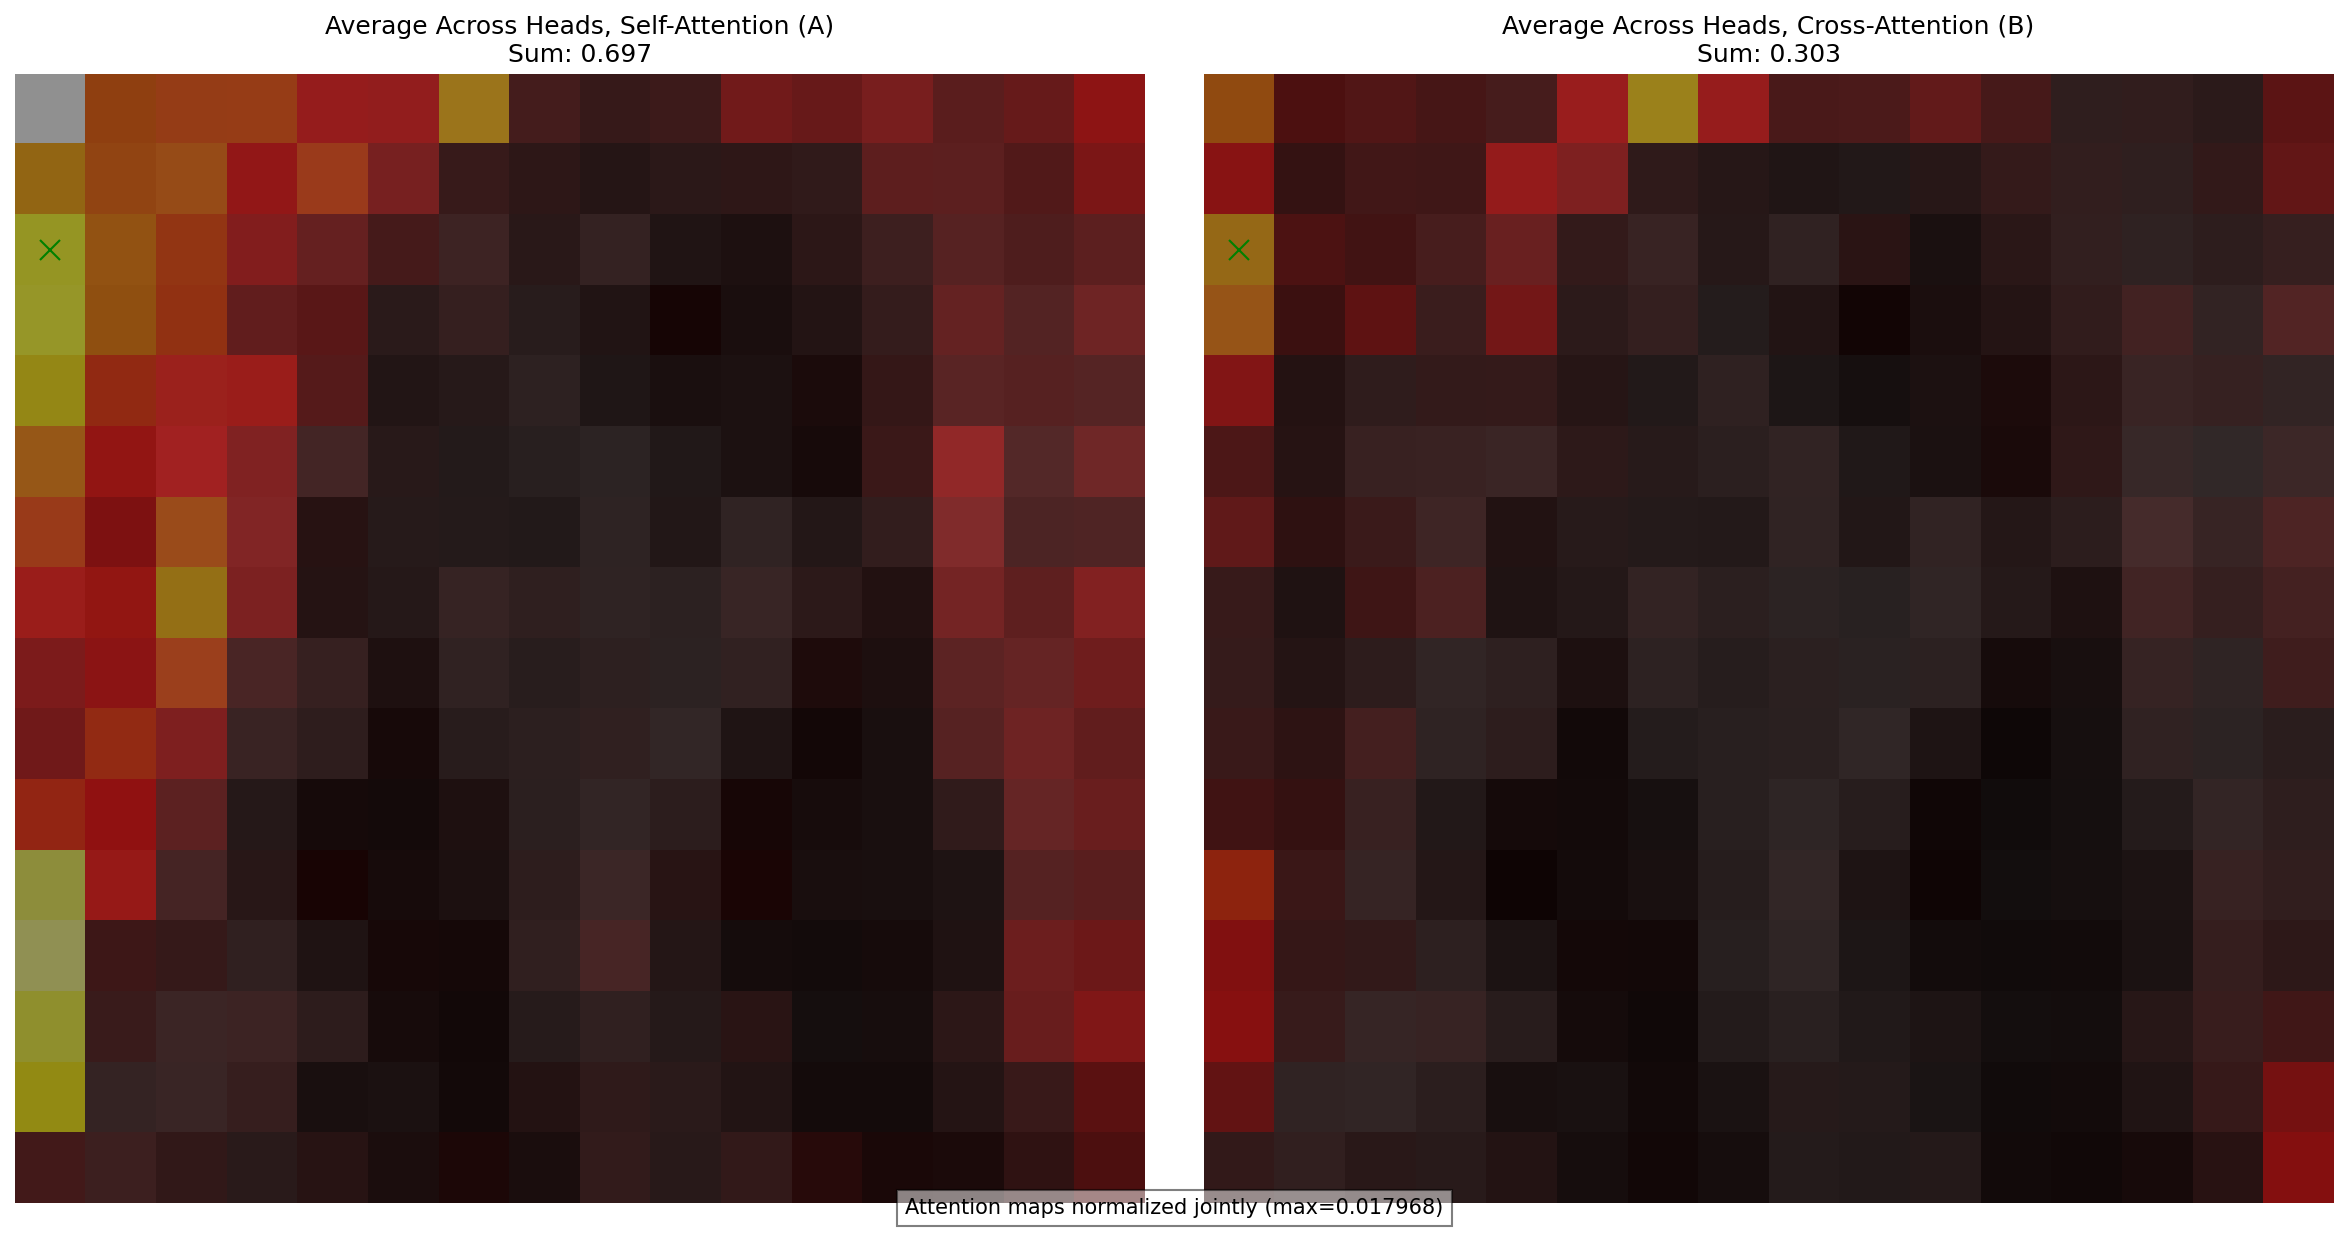 Average Across Heads, Self-Attention (A)
Sum: 0.697
Average Across Heads, Cross-Attention (B)
Sum: 0.303
Attention maps normalized jointly (max=0.017968)